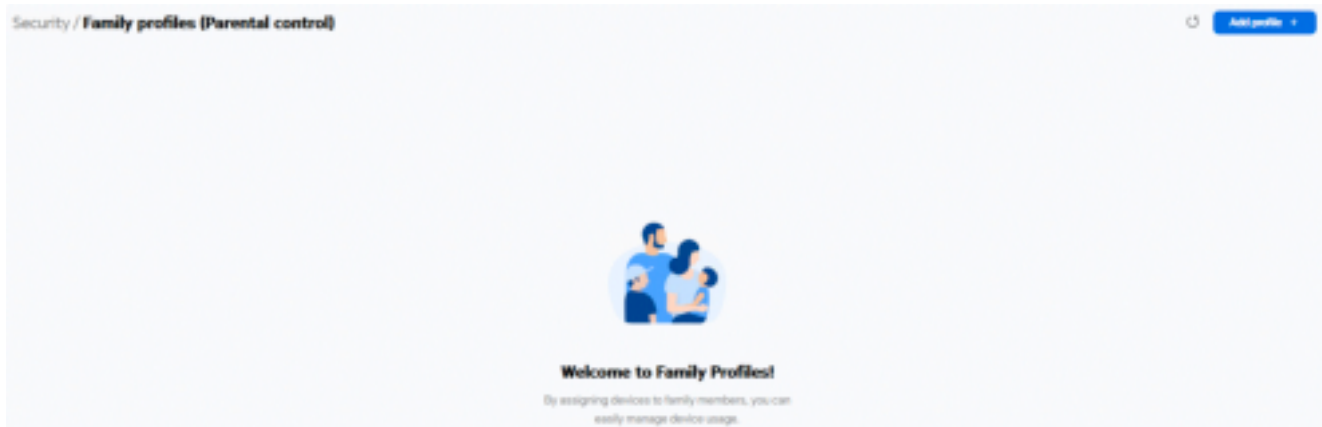 Security / Family profiles (Parental control)
Add profile +
Welcome to Family Profiles!
By assigning devices to family members, you can
easily manage device usage.